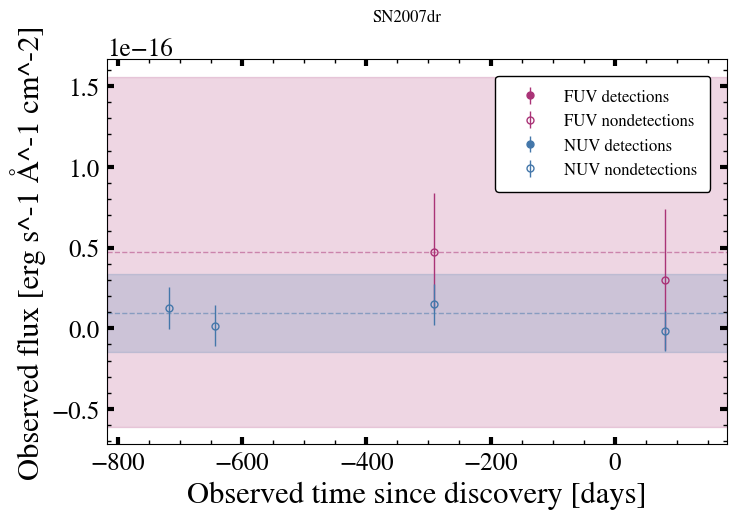 SN2007dr
1e−16
FUV detections
FUV nondetections
NUV detections
NUV nondetections
1.5
1.0
0.5
0.0
−0.5
Observed flux [erg s^-1 Å^-1 cm^-2]
−800
−600
−400
−200
0
Observed time since discovery [days]